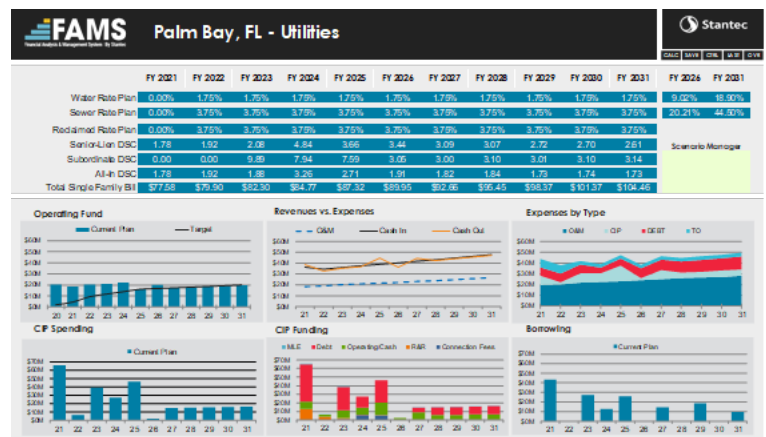 FAMS
Financial Analysis & Management System - By Stantec
Palm Bay, FL - Utilities
Stantec
CALC SAVE CTRL LAST OVR
FY 2021 FY 2022 FY 2023 FY 2024 FY 2025 FY 2026 FY 2027 FY 2028 FY 2029 FY 2030 FY 2031 FY 2026 FY 2031
Water Rate Plan 0.00% 1.75% 1.75% 1.75% 1.75% 1.75% 1.75% 1.75% 1.75% 1.75% 1.75% 9.02% 18.90%
Sewer Rate Plan 0.00% 3.75% 3.75% 3.75% 3.75% 3.75% 3.75% 3.75% 3.75% 3.75% 3.75% 20.21% 44.50%
Reclaimed Rate Plan 0.00% 3.75% 3.75% 3.75% 3.75% 3.75% 3.75% 3.75% 3.75% 3.75% 3.75%
Senior-Lien DSC 1.78 1.92 2.08 4.84 3.66 3.44 3.09 3.07 2.72 2.70 2.61
Scenario Manager
Subordinate DSC 0.00 0.00 9.89 7.94 7.59 3.05 3.00 3.10 3.01 3.10 3.14
All-in DSC 1.78 1.92 1.88 3.26 2.71 1.91 1.82 1.84 1.73 1.74 1.73
Total Single Family Bill $77.58 $79.90 $82.30 $84.77 $87.32 $89.95 $92.66 $95.45 $98.37 $101.37 $104.46
Operating Fund
Current Plan Target
$60M
$50M
$40M
$30M
$20M
$10M
$0M
20 21 22 23 24 25 26 27 28 29 30 31
Revenues vs. Expenses
O&M Cash In Cash Out
$60M
$50M
$40M
$30M
$20M
$10M
$0M
21 22 23 24 25 26 27 28 29 30 31
Expenses by Type
O&M CIP DEBT TO
$60M
$50M
$40M
$30M
$20M
$10M
$0M
21 22 23 24 25 26 27 28 29 30 31
CIP Spending
Current Plan
$70M
$60M
$50M
$40M
$30M
$20M
$10M
$0M
21 22 23 24 25 26 27 28 29 30 31
CIP Funding
MLE Debt Operating Cash R&R Connection Fees
$70M
$60M
$50M
$40M
$30M
$20M
$10M
$0M
21 22 23 24 25 26 27 28 29 30 31
Borrowing
Current Plan
$70M
$60M
$50M
$40M
$30M
$20M
$10M
$0M
21 22 23 24 25 26 27 28 29 30 31